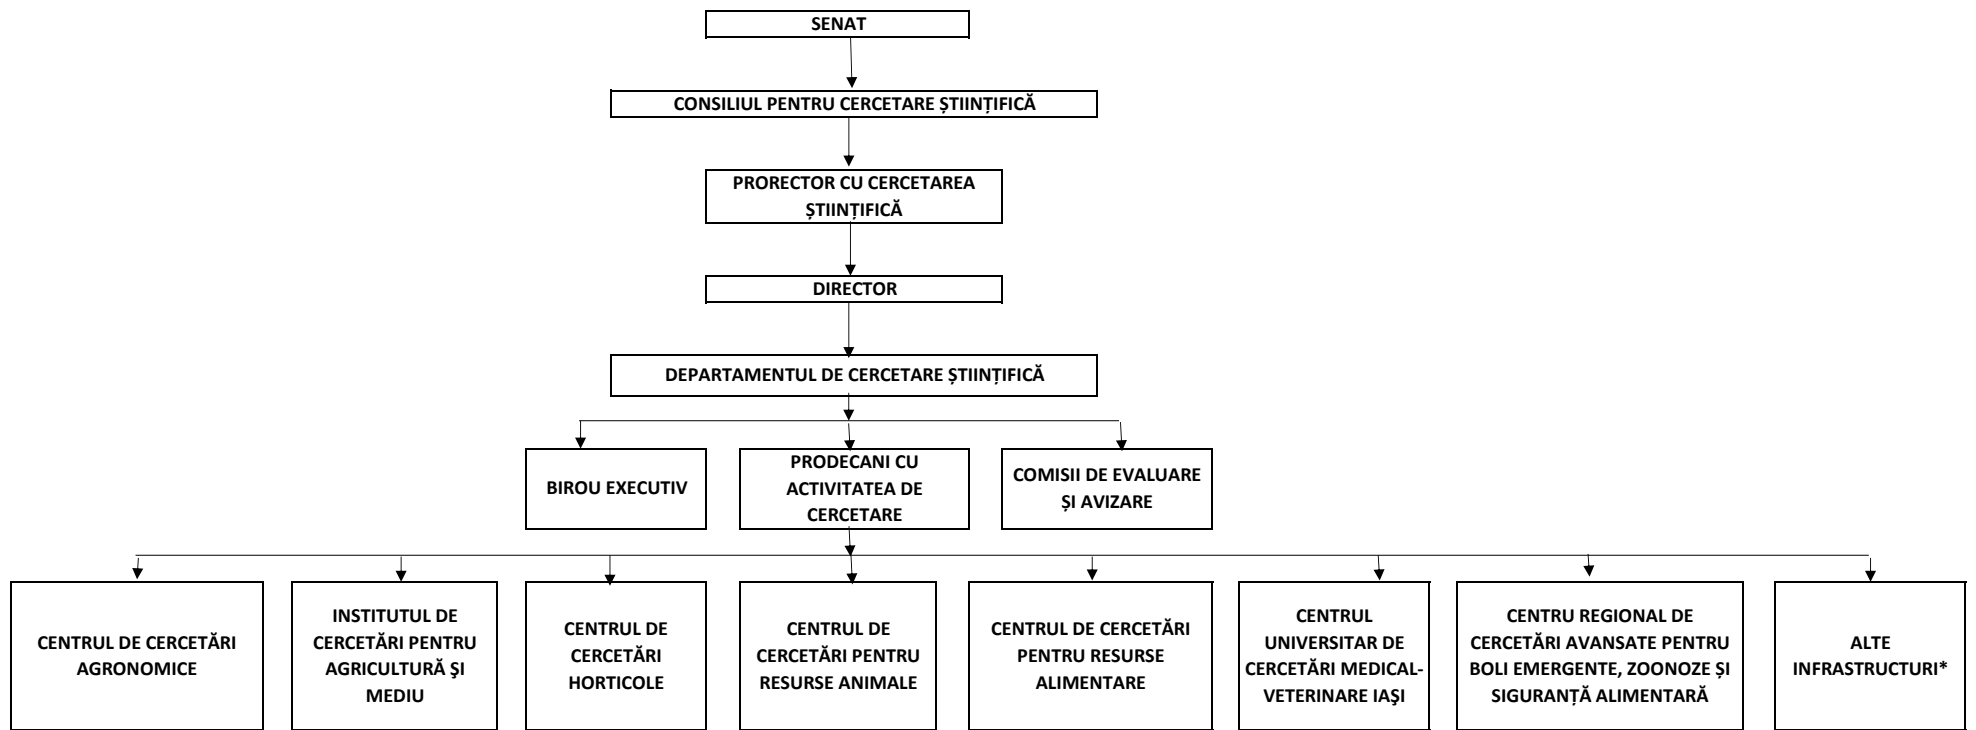 SENAT
CONSILIUL PENTRU CERCETARE ȘTIINȚIFICĂ
PRORECTOR CU CERCETAREA
ȘTIINȚIFICĂ
DIRECTOR
DEPARTAMENTUL DE CERCETARE ȘTIINȚIFICĂ
BIROU EXECUTIV
PRODECANI CU
ACTIVITATEA DE
CERCETARE
COMISII DE EVALUARE
ȘI AVIZARE
CENTRUL DE CERCETĂRI
AGRONOMICE
INSTITUTUL DE
CERCETĂRI PENTRU
AGRICULTURĂ ŞI
MEDIU
CENTRUL DE
CERCETĂRI
HORTICOLE
CENTRUL DE
CERCETĂRI PENTRU
RESURSE ANIMALE
CENTRUL DE CERCETĂRI
PENTRU RESURSE
ALIMENTARE
CENTRUL
UNIVERSITAR DE
CERCETĂRI MEDICAL-
VETERINARE IAŞI
CENTRU REGIONAL DE
CERCETĂRI AVANSATE PENTRU
BOLI EMERGENTE, ZOONOZE ȘI
SIGURANȚĂ ALIMENTARĂ
ALTE
INFRASTRUCTURI*